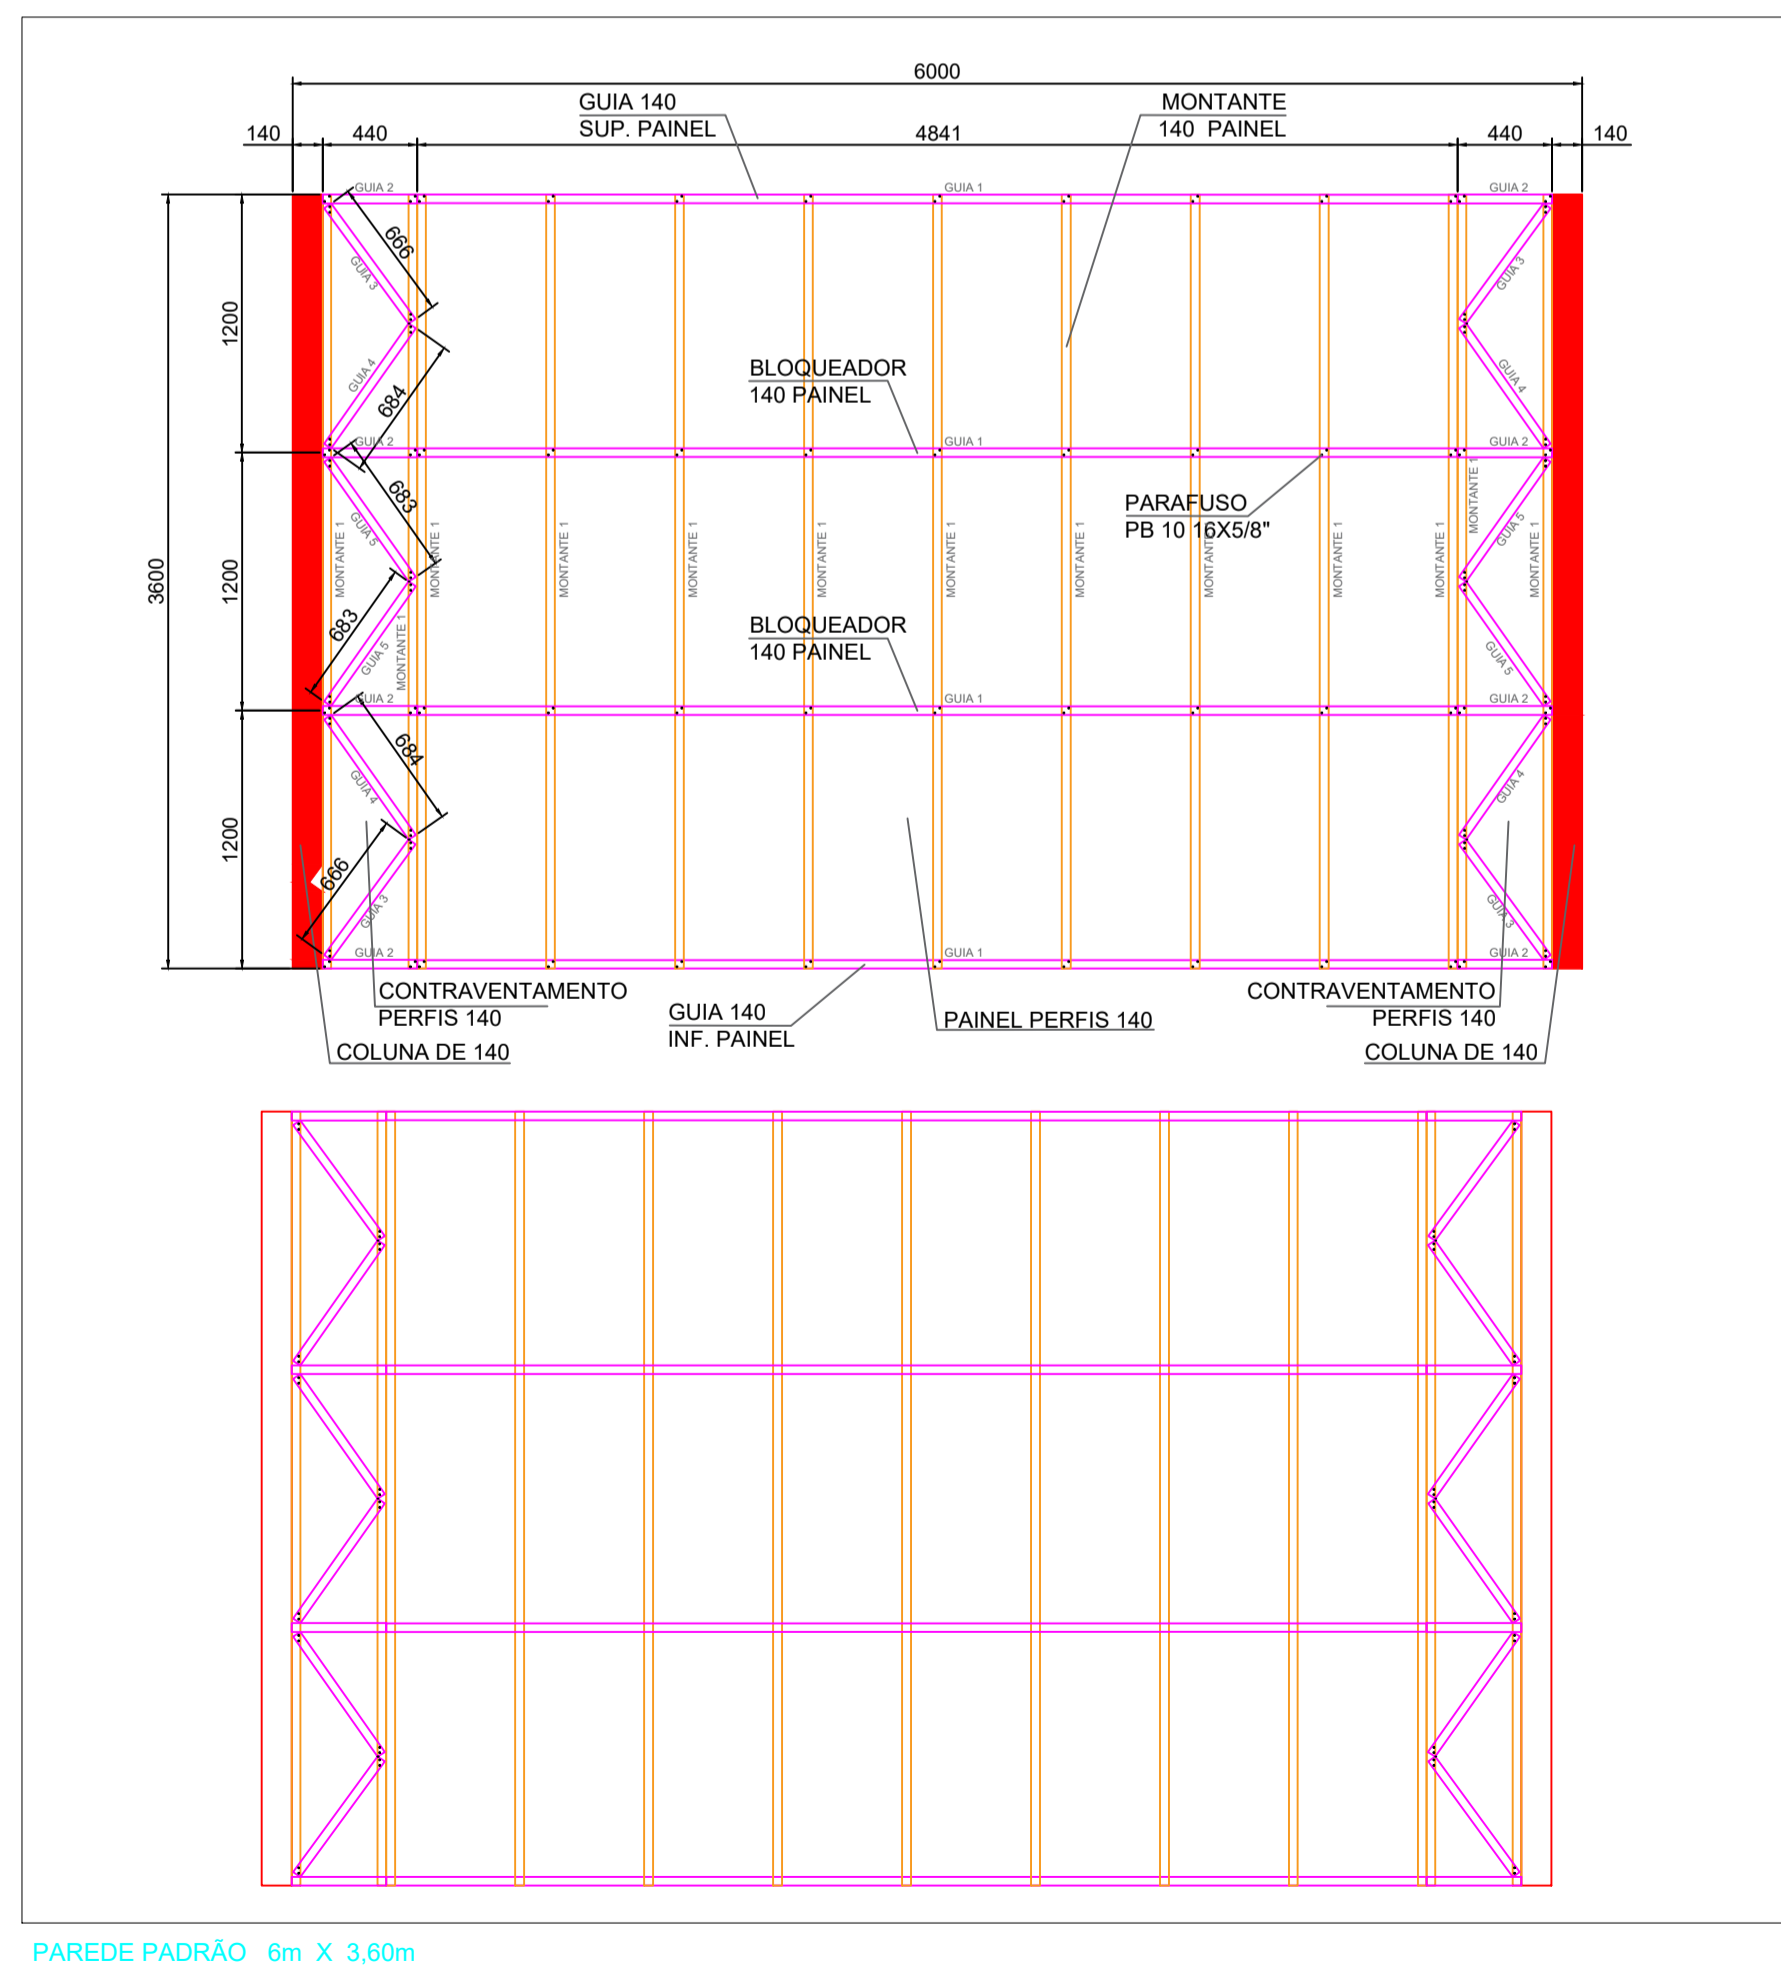 6000
GUIA 140
SUP. PAINEL
MONTANTE
140 PAINEL
140
440
4841
440
140
GUIA 2
GUIA 1
GUIA 2
666
GUIA 3
GUIA 3
1200
BLOQUEADOR
140 PAINEL
GUIA 4
684
GUIA 4
GUIA 2
GUIA 1
GUIA 2
683
PARAFUSO
PB 10 16X5/8"
GUIA 5
GUIA 5
MONTANTE 1
3600
1200
MONTANTE 1
MONTANTE 1
MONTANTE 1
MONTANTE 1
MONTANTE 1
MONTANTE 1
MONTANTE 1
MONTANTE 1
MONTANTE 1
MONTANTE 1
MONTANTE 1
683
BLOQUEADOR
140 PAINEL
GUIA 5
MONTANTE 1
GUIA 5
GUIA 2
GUIA 1
GUIA 2
684
GUIA 4
GUIA 4
1200
666
GUIA 3
GUIA 3
GUIA 2
GUIA 1
GUIA 2
CONTRAVENTAMENTO
PERFIS 140
GUIA 140
INF. PAINEL
PAINEL PERFIS 140
CONTRAVENTAMENTO
PERFIS 140
COLUNA DE 140
COLUNA DE 140
PAREDE PADRÃO 6m X 3,60m